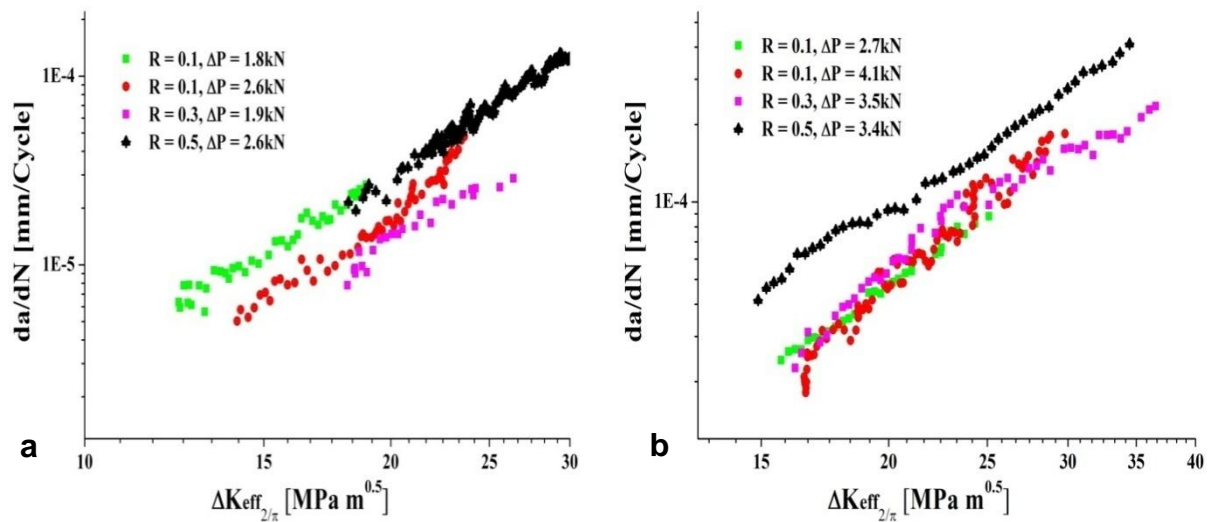 R = 0.1, ΔP = 1.8kN
R = 0.1, ΔP = 2.6kN
R = 0.3, ΔP = 1.9kN
R = 0.5, ΔP = 2.6kN
1E-4
1E-5
da/dN [mm/Cycle]
10 15 20 25 30
ΔKeff2/π [MPa m^0.5]
a
R = 0.1, ΔP = 2.7kN
R = 0.1, ΔP = 4.1kN
R = 0.3, ΔP = 3.5kN
R = 0.5, ΔP = 3.4kN
1E-4
da/dN [mm/Cycle]
15 20 25 30 35 40
ΔKeff2/π [MPa m^0.5]
b